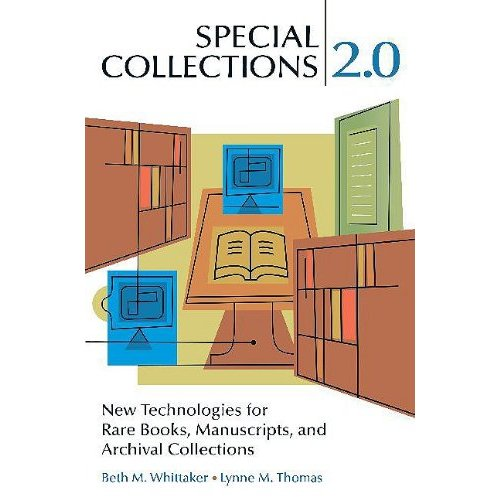 SPECIAL
COLLECTIONS
2.0
New Technologies for
Rare Books, Manuscripts, and
Archival Collections
Beth M. Whittaker • Lynne M. Thomas